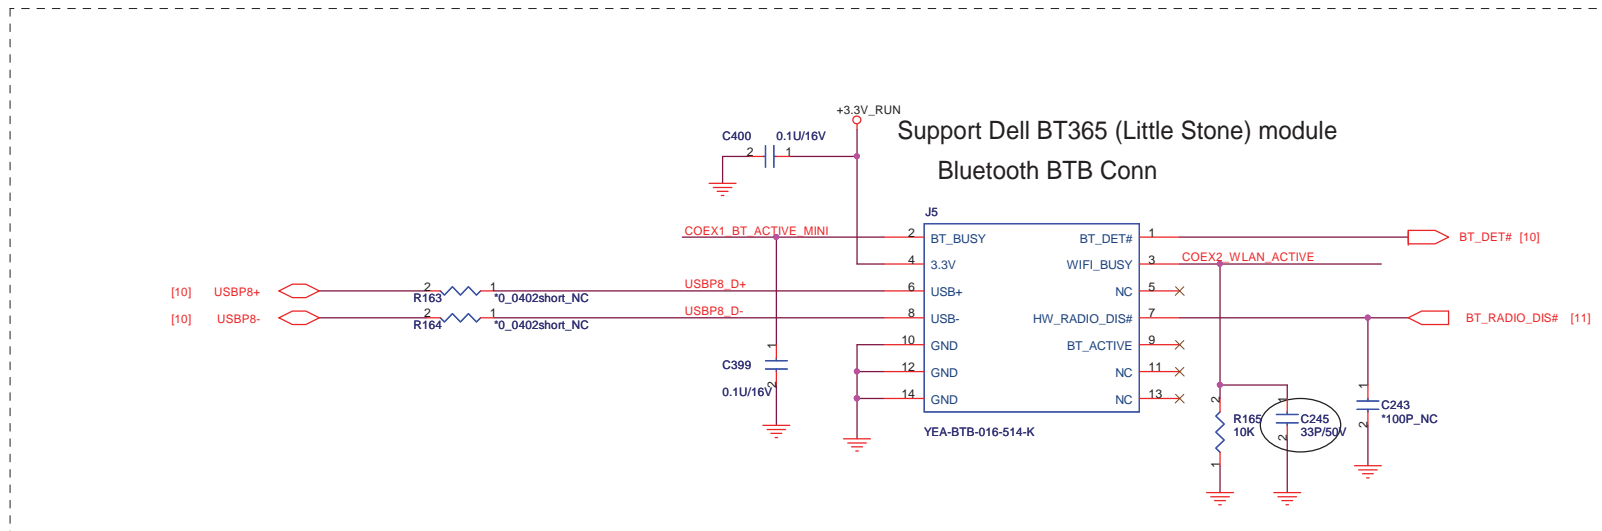 +3.3V_RUN
Support Dell BT365 (Little Stone) module
Bluetooth BTB Conn
C400 0.1U/16V
2 1
J5
COEX1_BT_ACTIVE_MINI 2 BT_BUSY BT_DET# 1 BT_DET# [10]
4 3.3V WIFI_BUSY 3 COEX2_WLAN_ACTIVE
[10] USBP8+ 2 R163 1 *0_0402short_NC USBP8_D+ 6 USB+ NC 5
[10] USBP8- 2 R164 1 *0_0402short_NC USBP8_D- 8 USB- HW_RADIO_DIS# 7 BT_RADIO_DIS# [11]
10 GND BT_ACTIVE 9
12 GND NC 11
14 GND NC 13
YEA-BTB-016-514-K
1
C399
0.1U/16V
2
2
R165
10K
1
1
C245
33P/50V
2
1
C243
*100P_NC
2